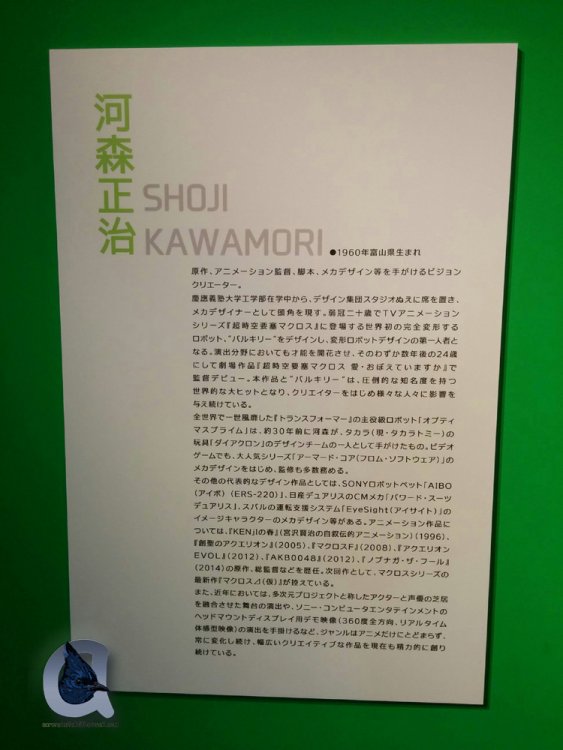 河森正治
SHOJI
KAWAMORI
●1960年富山県生まれ
原作、アニメーション監督、脚本、メカデザイン等を手がけるビジョン
クリエーター。
慶應義塾大学工学部在学中から、デザイン集団スタジオぬえに席を置き、
メカデザイナーとして頭角を現す。弱冠二十歳でTVアニメーション
シリーズ『超時空要塞マクロス』に登場する世界初の完全変形する
ロボット、“バルキリー”をデザインし、変形ロボットデザインの第一人者と
なる。演出分野においても才能を開花させ、そのわずか数年後の24歳
にして劇場作品『超時空要塞マクロス 愛・おぼえていますか』で
監督デビュー。本作品と“バルキリー”は、圧倒的な知名度を持つ
世界的な大ヒットとなり、クリエイターをはじめ様々な人々に影響を
与え続けている。
全世界で一世風靡した『トランスフォーマー』の主役級ロボット「オプティ
マスプライム」は、約30年前に河森が、タカラ(現・タカラトミー)の
玩具「ダイアクロン」のデザインチームの一人として手がけたもの。ビデオ
ゲームでも、大人気シリーズ「アーマード・コア(フロム・ソフトウェア)」の
メカデザインをはじめ、監修も多数務める。
その他の代表的なデザイン作品としては、SONYロボットペット「AIBO
(アイボ) (ERS-220)」、日産デュアリスのCMメカ「パワード・スーツ
デュアリス」、スバルの運転支援システム「EyeSight(アイサイト)」の
イメージキャラクターのメカデザイン等がある。アニメーション作品に
ついては、『KENjIの春』(宮沢賢治の自叙伝的アニメーション)(1996)、
『創聖のアクエリオン』(2005)、『マクロスF』(2008)、『アクエリオン
EVOL』(2012)、『AKB0048』(2012)、『ノブナガ・ザ・フール』
(2014)の原作、総監督などを歴任。次回作として、マクロスシリーズの
最新作『マクロス⊿(仮)』が控えている。
また、近年においては、多次元プロジェクトと称したアクターと声優の芝居
を融合させた舞台の演出や、ソニー・コンピュータエンタテインメントの
ヘッドマウントディスプレイ用デモ映像(360度全方向、リアルタイム
体感型映像)の演出を手掛けるなど、ジャンルはアニメだけにとどまらず、
常に変化し続け、幅広いクリエイティブな作品を現在も精力的に創り
続けている。